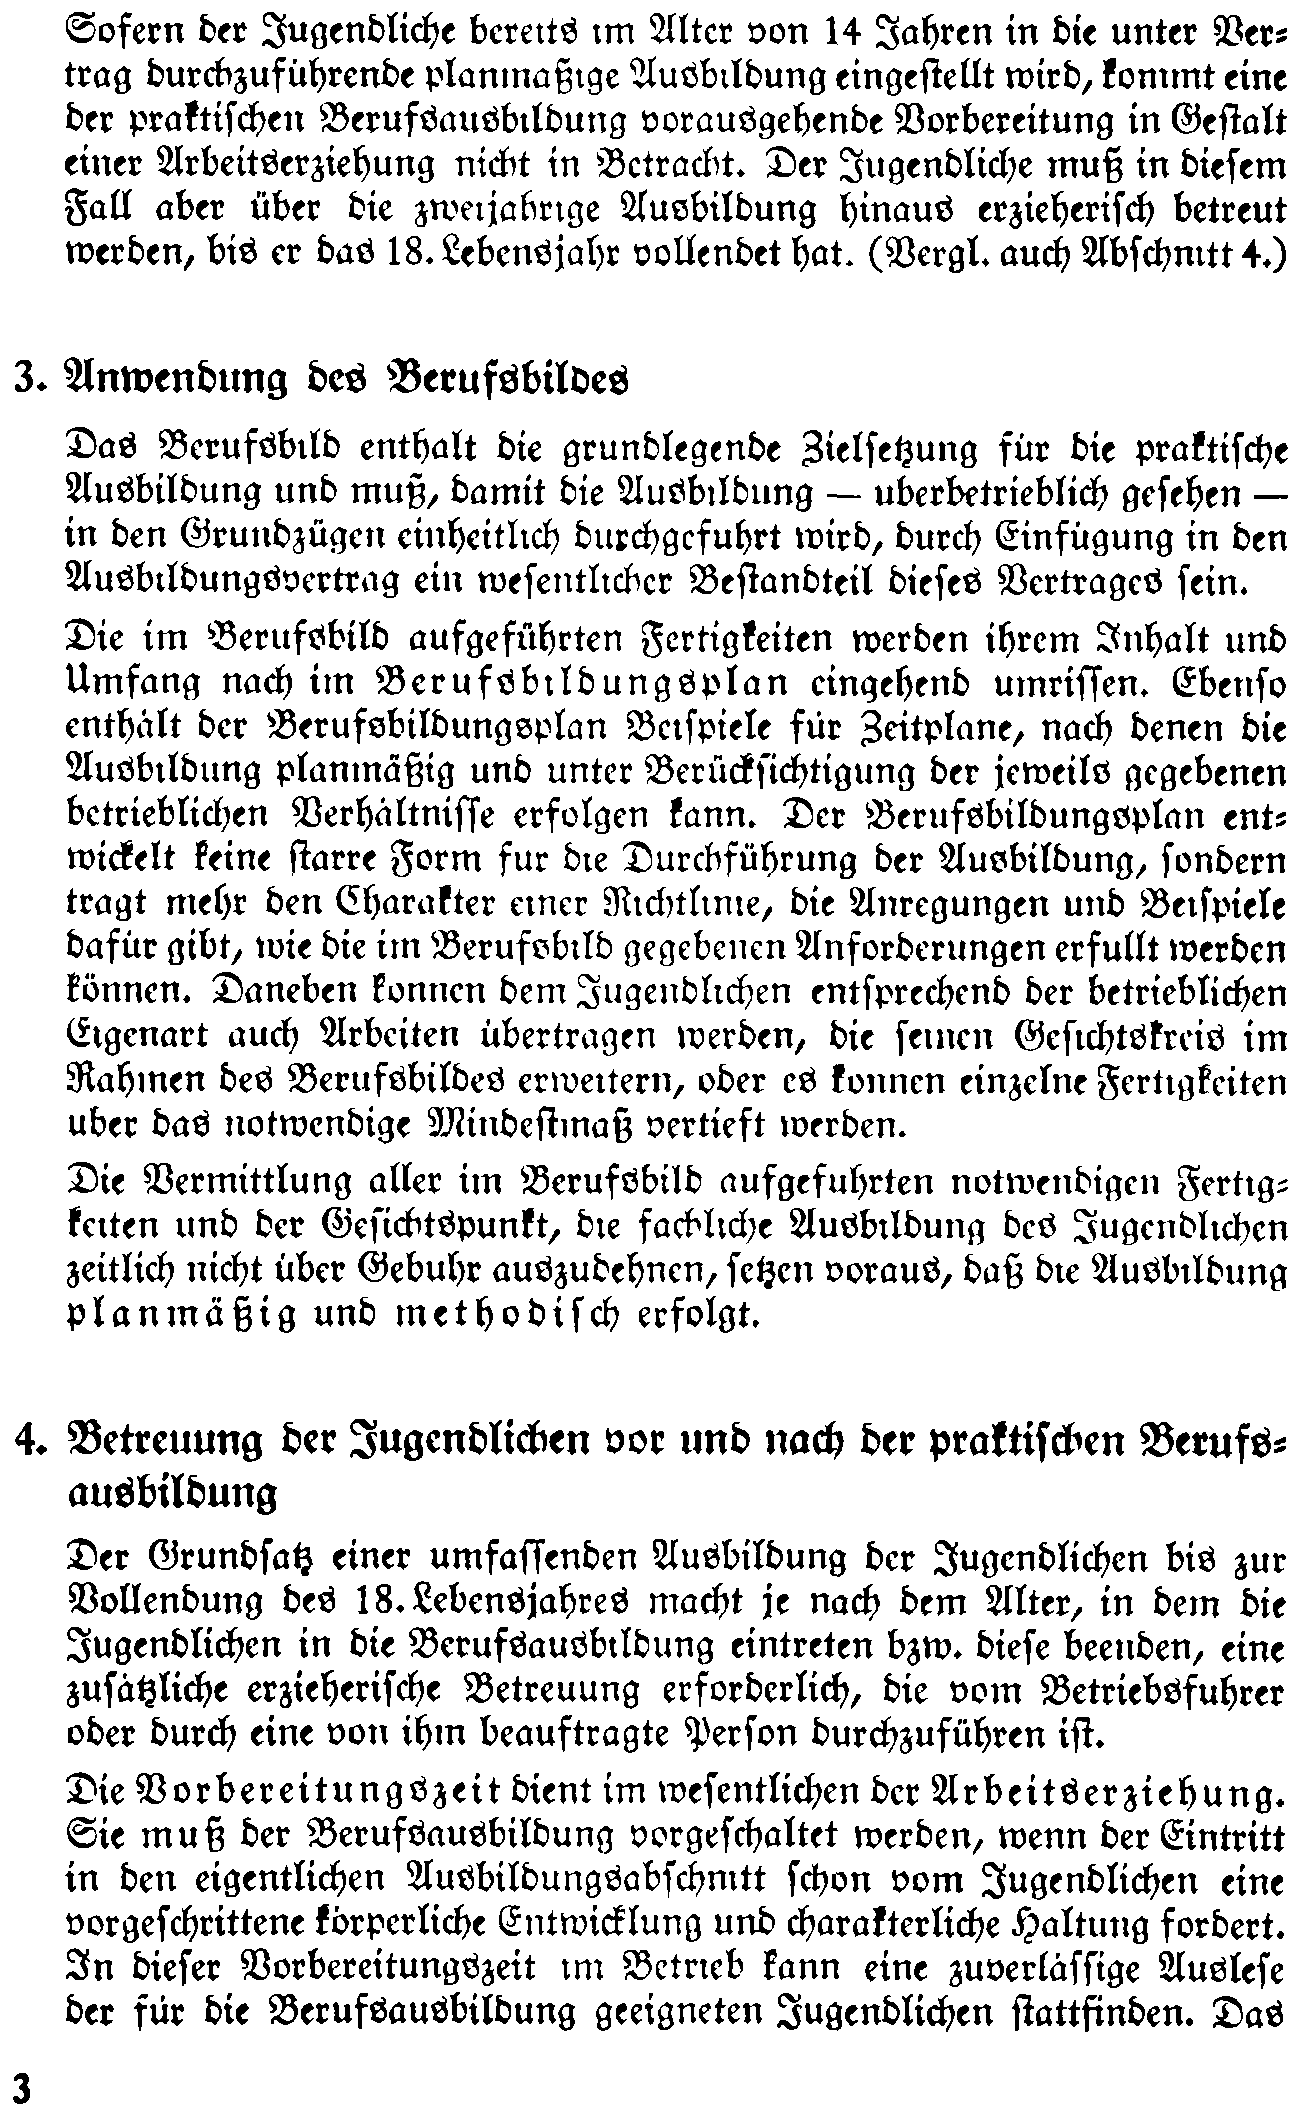 Sofern der Jugendliche bereits im Alter von 14 Jahren in die unter Ver-
trag durchzuführende planmäßige Ausbildung eingestellt wird, kommt eine
der praktischen Berufsausbildung vorausgehende Vorbereitung in Gestalt
einer Arbeitserziehung nicht in Betracht. Der Jugendliche muß in diesem
Fall aber über die zweijährige Ausbildung hinaus erzieherisch betreut
werden, bis er das 18. Lebensjahr vollendet hat. (Vergl. auch Abschnitt 4.)
3. Anwendung des Berufsbildes
Das Berufsbild enthält die grundlegende Zielsetzung für die praktische
Ausbildung und muß, damit die Ausbildung — überbetrieblich gesehen —
in den Grundzügen einheitlich durchgeführt wird, durch Einfügung in den
Ausbildungsvertrag ein wesentlicher Bestandteil dieses Vertrages sein.
Die im Berufsbild aufgeführten Fertigkeiten werden ihrem Inhalt und
Umfang nach im Berufsbildungsplan eingehend umrissen. Ebenso
enthält der Berufsbildungsplan Beispiele für Zeitpläne, nach denen die
Ausbildung planmäßig und unter Berücksichtigung der jeweils gegebenen
betrieblichen Verhältnisse erfolgen kann. Der Berufsbildungsplan ent-
wickelt keine starre Form für die Durchführung der Ausbildung, sondern
trägt mehr den Charakter einer Richtlinie, die Anregungen und Beispiele
dafür gibt, wie die im Berufsbild gegebenen Anforderungen erfüllt werden
können. Daneben können dem Jugendlichen entsprechend der betrieblichen
Eigenart auch Arbeiten übertragen werden, die seinen Gesichtskreis im
Rahmen des Berufsbildes erweitern, oder es können einzelne Fertigkeiten
über das notwendige Mindestmaß vertieft werden.
Die Vermittlung aller im Berufsbild aufgeführten notwendigen Fertig-
keiten und der Gesichtspunkt, die fachliche Ausbildung des Jugendlichen
zeitlich nicht über Gebühr auszudehnen, setzen voraus, daß die Ausbildung
planmäßig und methodisch erfolgt.
4. Betreuung der Jugendlichen vor und nach der praktischen Berufs-
ausbildung
Der Grundsatz einer umfassenden Ausbildung der Jugendlichen bis zur
Vollendung des 18. Lebensjahres macht je nach dem Alter, in dem die
Jugendlichen in die Berufsausbildung eintreten bzw. diese beenden, eine
zusätzliche erzieherische Betreuung erforderlich, die vom Betriebsführer
oder durch eine von ihm beauftragte Person durchzuführen ist.
Die Vorbereitungszeit dient im wesentlichen der Arbeitserziehung.
Sie muß der Berufsausbildung vorgeschaltet werden, wenn der Eintritt
in den eigentlichen Ausbildungsabschnitt schon vom Jugendlichen eine
vorgeschrittene körperliche Entwicklung und charakterliche Haltung fordert.
In dieser Vorbereitungszeit im Betrieb kann eine zuverlässige Auslese
der für die Berufsausbildung geeigneten Jugendlichen stattfinden. Das
3